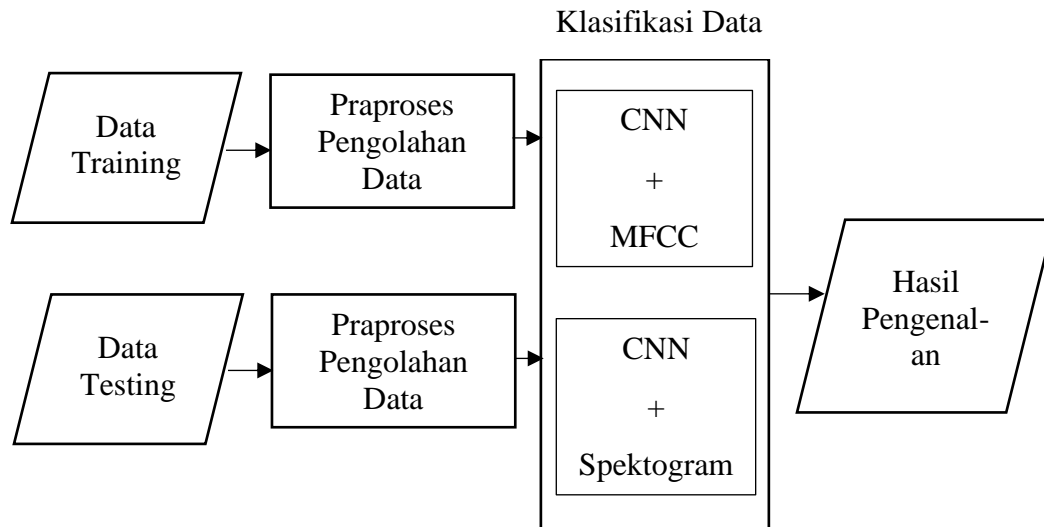 Klasifikasi Data
Data
Training
Praproses
Pengolahan
Data
CNN
+
MFCC
Data
Testing
Praproses
Pengolahan
Data
CNN
+
Spektogram
Hasil
Pengenal-
an